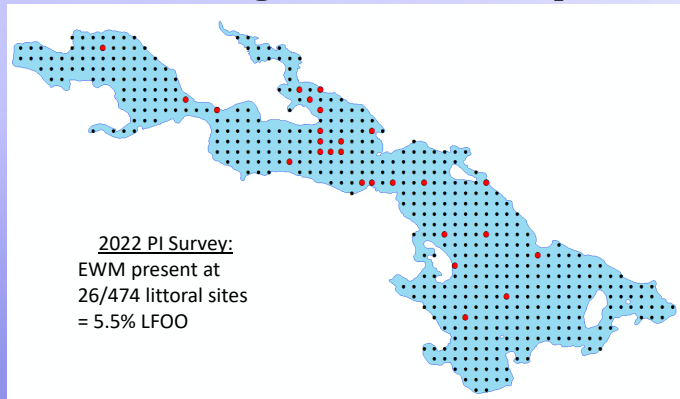 2022 PI Survey:
EWM present at
26/474 littoral sites
= 5.5% LFOO